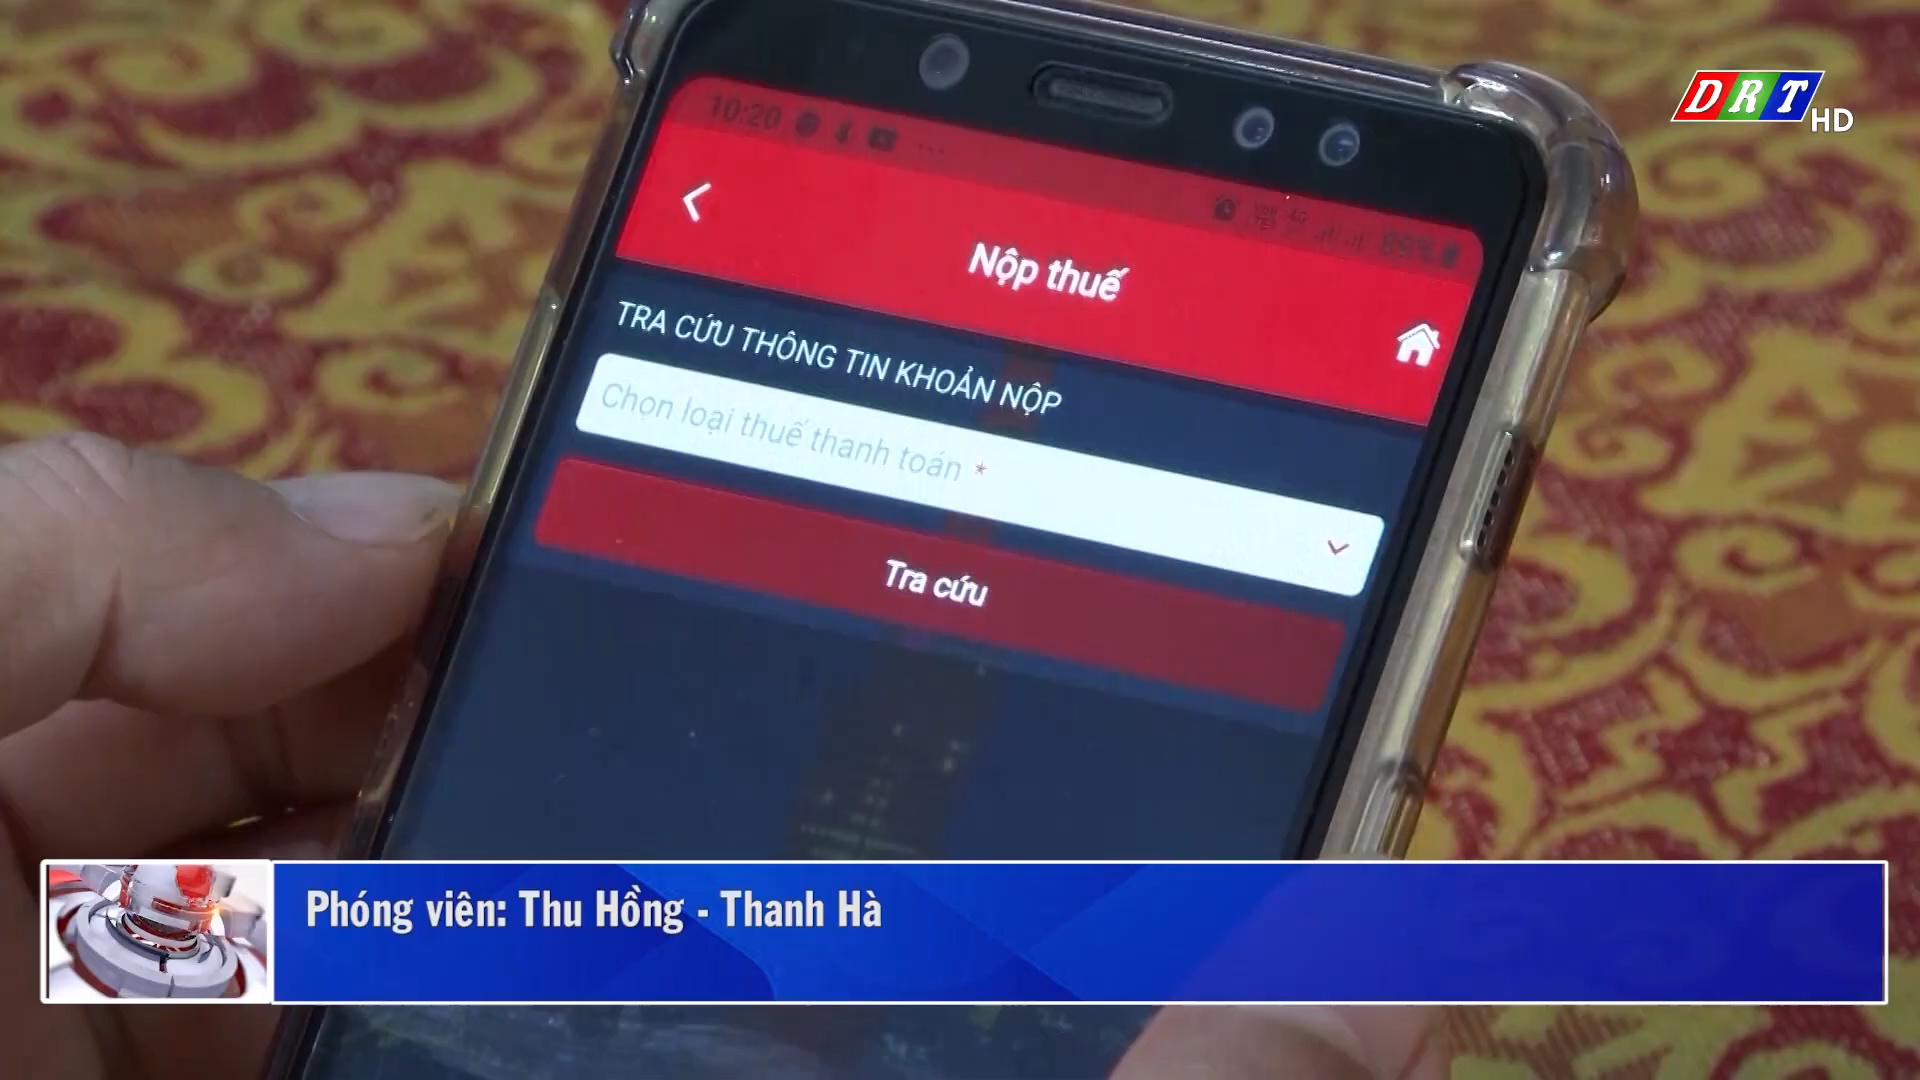 DRT HD
10:20
89%
Nộp thuế
TRA CỨU THÔNG TIN KHOẢN NỘP
Chọn loại thuế thanh toán *
Tra cứu
Phóng viên: Thu Hồng - Thanh Hà